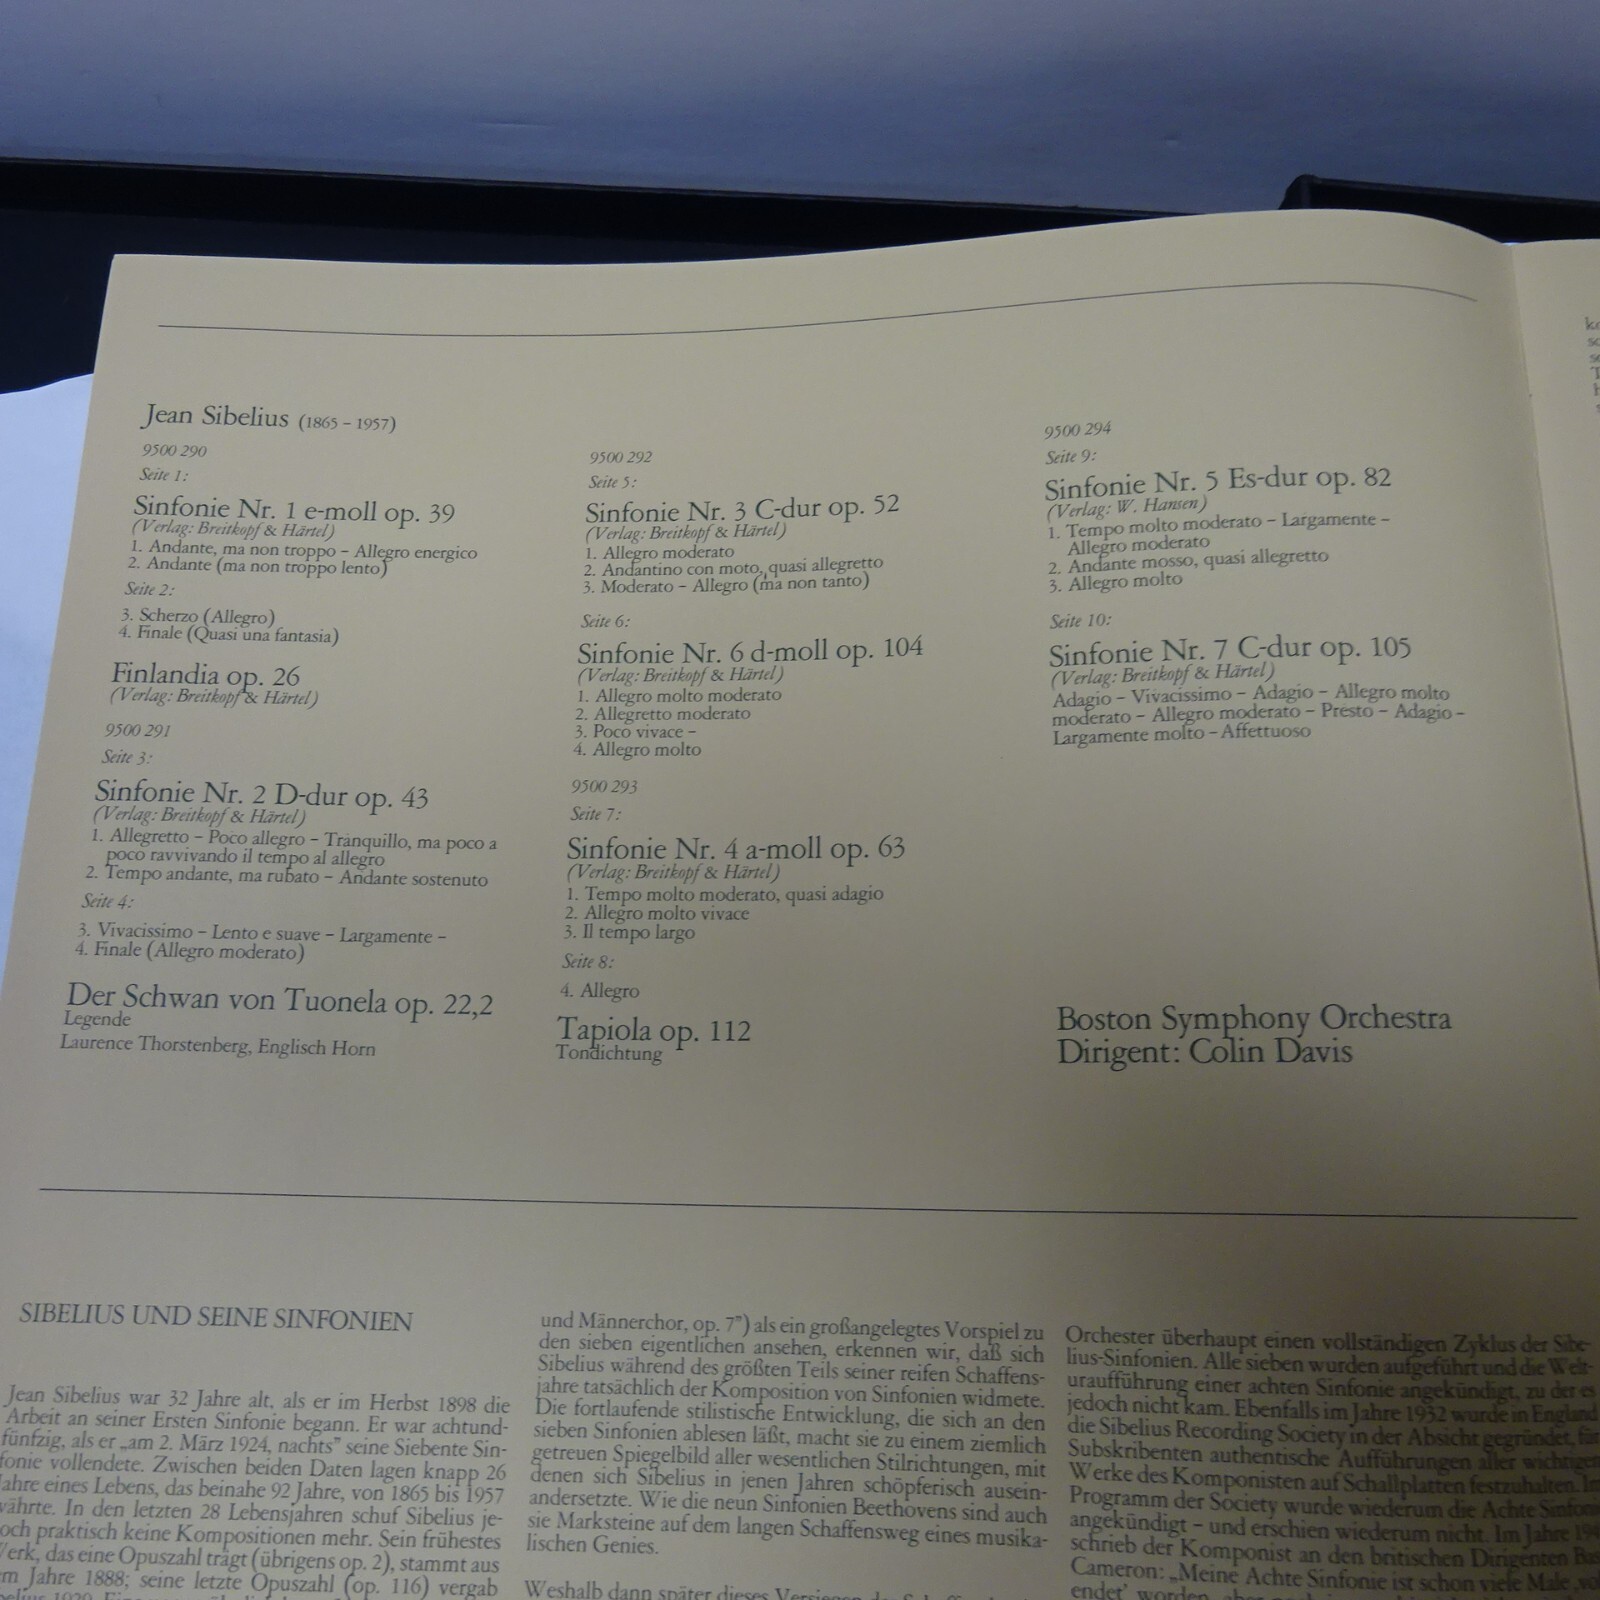 Jean Sibelius (1865 – 1957)
9500 290
Seite 1:
Sinfonie Nr. 1 e-moll op. 39
(Verlag: Breitkopf & Härtel)
1. Andante, ma non troppo – Allegro energico
2. Andante (ma non troppo lento)
Seite 2:
3. Scherzo (Allegro)
4. Finale (Quasi una fantasia)
Finlandia op. 26
(Verlag: Breitkopf & Härtel)
9500 291
Seite 3:
Sinfonie Nr. 2 D-dur op. 43
(Verlag: Breitkopf & Härtel)
1. Allegretto – Poco allegro – Tranquillo, ma poco a
poco ravvivando il tempo al allegro
2. Tempo andante, ma rubato – Andante sostenuto
Seite 4:
3. Vivacissimo – Lento e suave – Largamente –
4. Finale (Allegro moderato)
Der Schwan von Tuonela op. 22,2
Legende
Laurence Thorstenberg, Englisch Horn
9500 292
Seite 5:
Sinfonie Nr. 3 C-dur op. 52
(Verlag: Breitkopf & Härtel)
1. Allegro moderato
2. Andantino con moto, quasi allegretto
3. Moderato – Allegro (ma non tanto)
Seite 6:
Sinfonie Nr. 6 d-moll op. 104
(Verlag: Breitkopf & Härtel)
1. Allegro molto moderato
2. Allegretto moderato
3. Poco vivace –
4. Allegro molto
9500 293
Seite 7:
Sinfonie Nr. 4 a-moll op. 63
(Verlag: Breitkopf & Härtel)
1. Tempo molto moderato, quasi adagio
2. Allegro molto vivace
3. Il tempo largo
Seite 8:
4. Allegro
Tapiola op. 112
Tondichtung
9500 294
Seite 9:
Sinfonie Nr. 5 Es-dur op. 82
(Verlag: W. Hansen)
1. Tempo molto moderato – Largamente –
Allegro moderato
2. Andante mosso, quasi allegretto
3. Allegro molto
Seite 10:
Sinfonie Nr. 7 C-dur op. 105
(Verlag: Breitkopf & Härtel)
Adagio – Vivacissimo – Adagio – Allegro molto
moderato – Allegro moderato – Presto – Adagio –
Largamente molto – Affettuoso
Boston Symphony Orchestra
Dirigent: Colin Davis
SIBELIUS UND SEINE SINFONIEN
Jean Sibelius war 32 Jahre alt, als er im Herbst 1898 die
Arbeit an seiner Ersten Sinfonie begann. Er war achtund-
fünfzig, als er „am 2. März 1924, nachts” seine Siebente Sin-
fonie vollendete. Zwischen beiden Daten lagen knapp 26
Jahre eines Lebens, das beinahe 92 Jahre, von 1865 bis 1957
währte. In den letzten 28 Lebensjahren schuf Sibelius je-
och praktisch keine Kompositionen mehr. Sein frühestes
Werk, das eine Opuszahl trägt (übrigens op. 2), stammt aus
m Jahre 1888; seine letzte Opuszahl (op. 116) vergab
und Männerchor, op. 7”) als ein großangelegtes Vorspiel zu
den sieben eigentlichen ansehen, erkennen wir, daß sich
Sibelius während des größten Teils seiner reifen Schaffens-
jahre tatsächlich der Komposition von Sinfonien widmete.
Die fortlaufende stilistische Entwicklung, die sich an den
sieben Sinfonien ablesen läßt, macht sie zu einem ziemlich
getreuen Spiegelbild aller wesentlichen Stilrichtungen, mit
denen sich Sibelius in jenen Jahren schöpferisch ausein-
andersetzte. Wie die neun Sinfonien Beethovens sind auch
sie Marksteine auf dem langen Schaffensweg eines musika-
lischen Genies.
Weshalb dann später dieses
Orchester überhaupt einen vollständigen Zyklus der Sibe-
lius-Sinfonien. Alle sieben wurden aufgeführt und die Welt-
uraufführung einer achten Sinfonie angekündigt, zu der es
jedoch nicht kam. Ebenfalls im Jahre 1932 wurde in England
die Sibelius Recording Society in der Absicht gegründet, für
Subskribenten authentische Aufführungen aller wichtigen
Werke des Komponisten auf Schallplatten festzuhalten. Im
Programm der Society wurde wiederum die Achte Sinfonie
angekündigt – und erschien wiederum nicht. Im Jahre
schrieb der Komponist an den britischen Dirigenten
Cameron: „Meine Achte Sinfonie ist schon viele Male